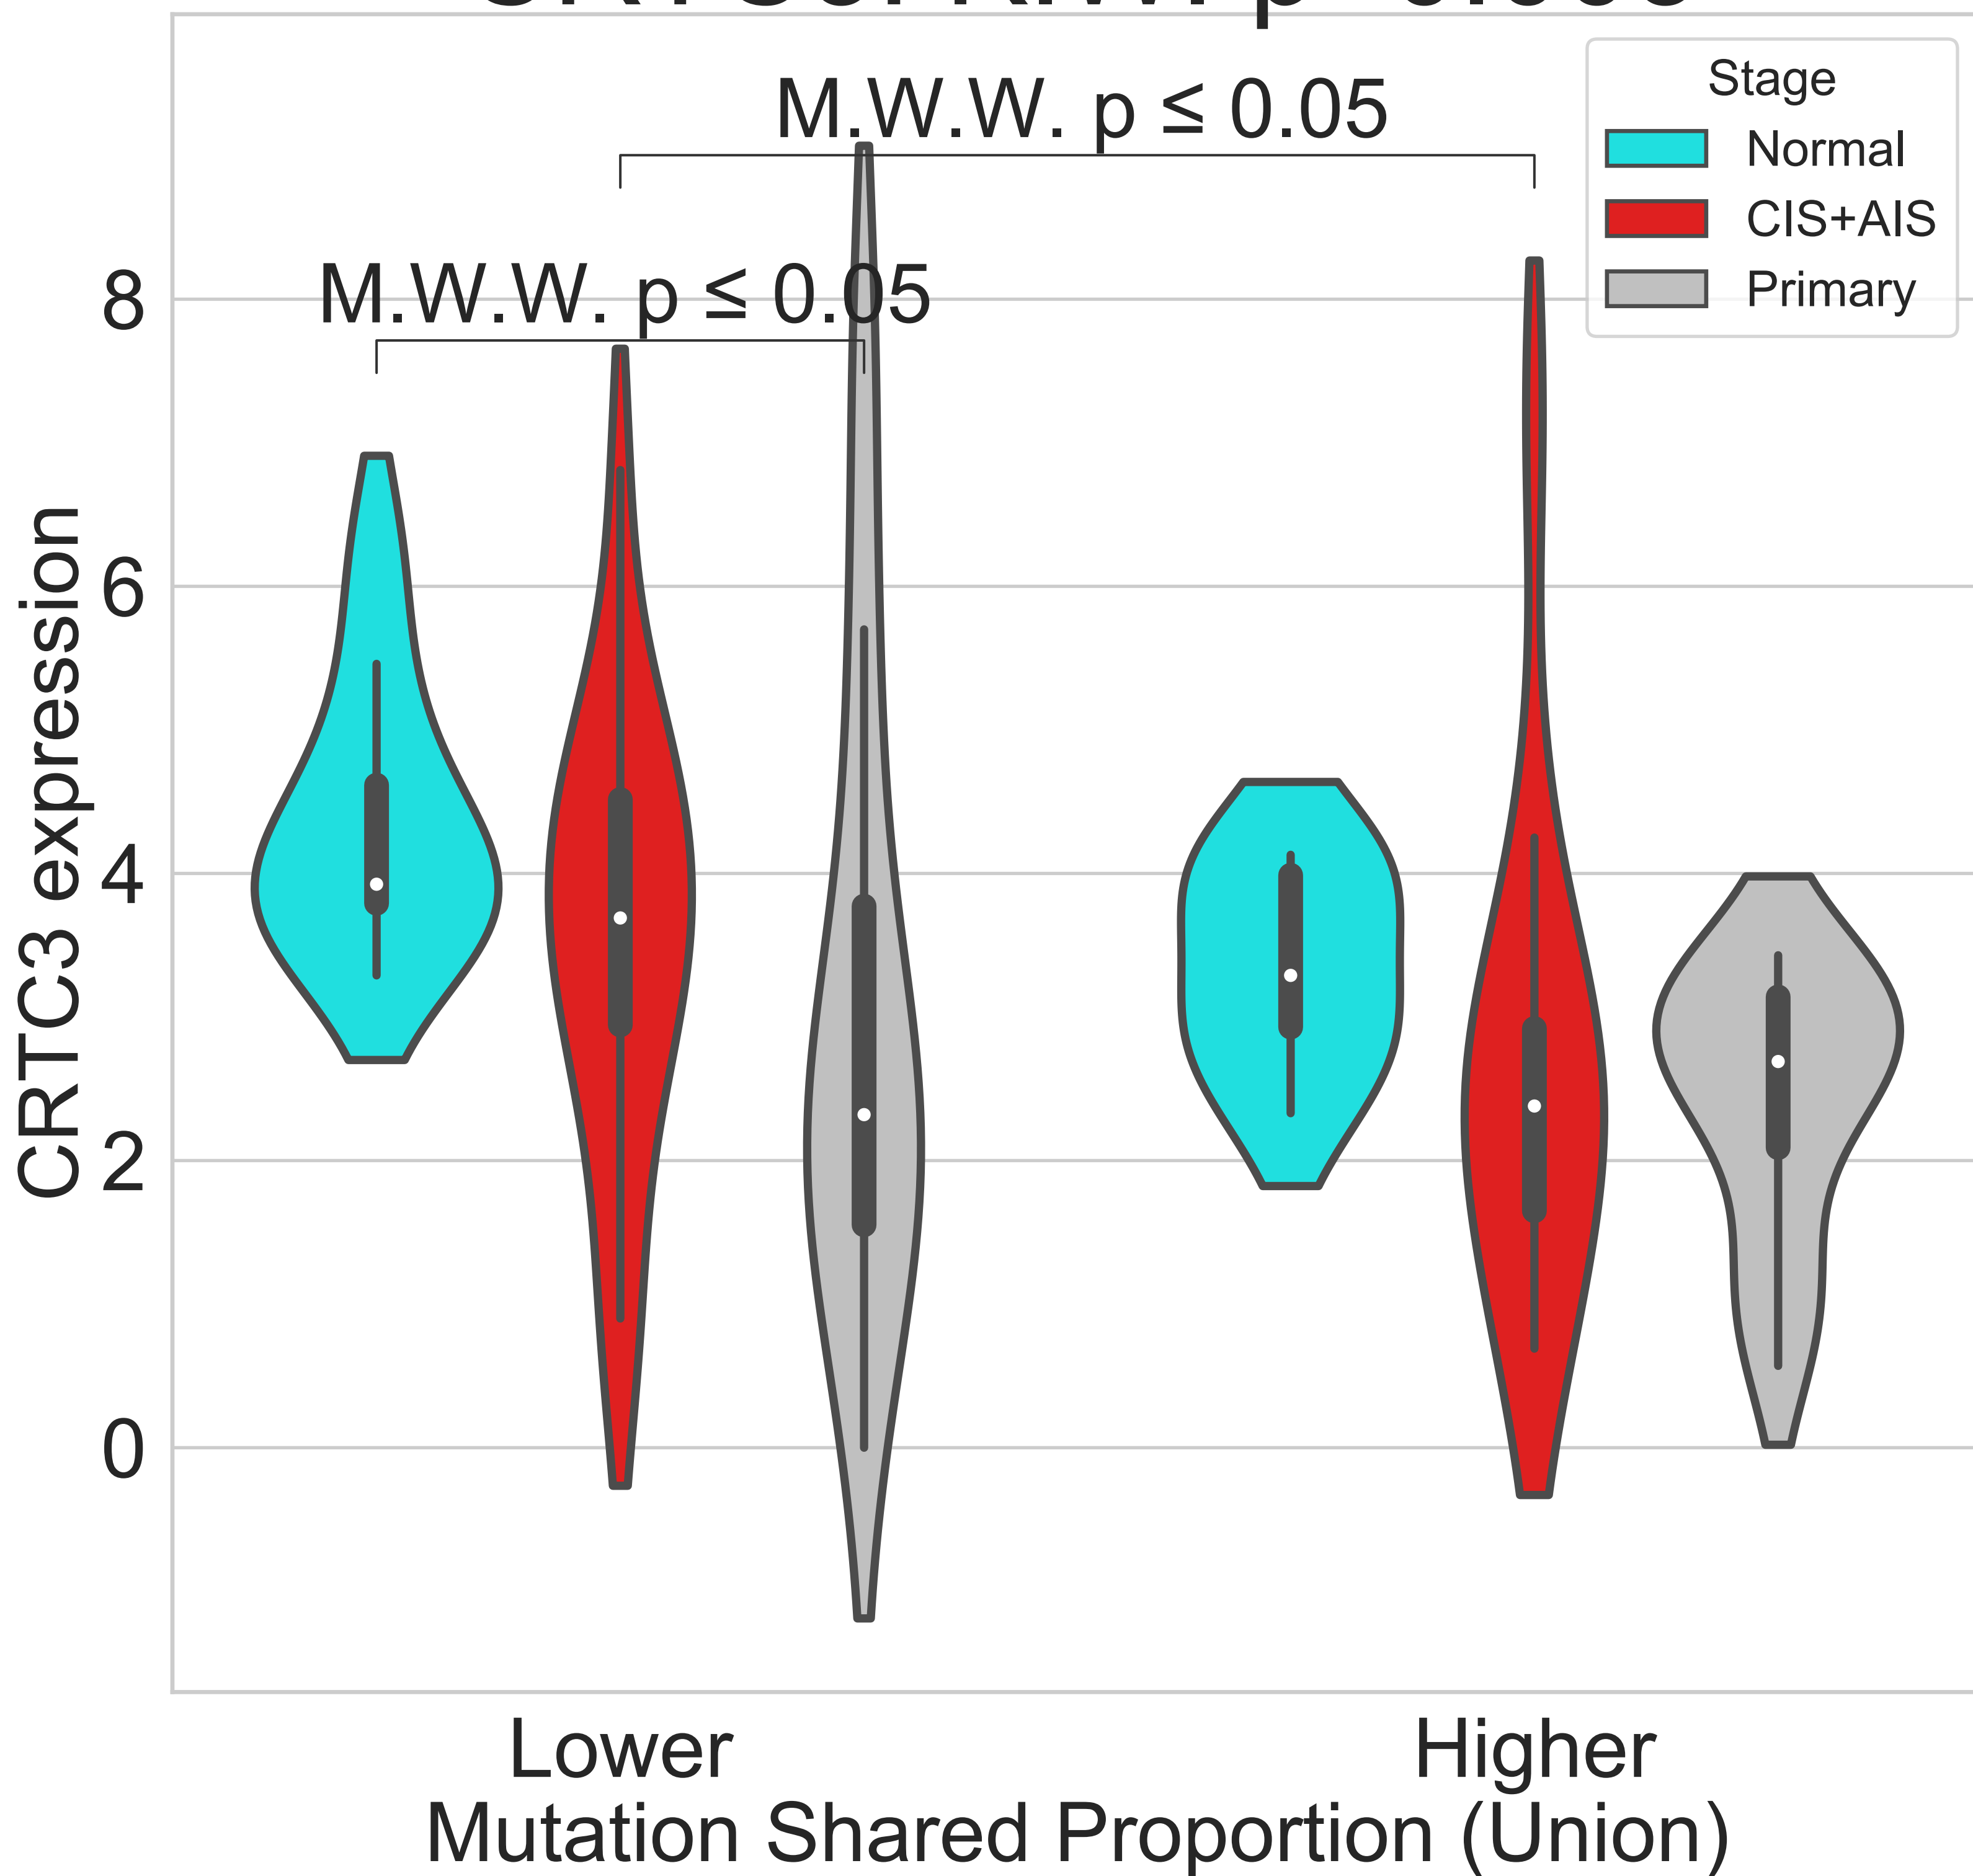 M.W.W. p ≤ 0.05
Stage
Normal
CIS+AIS
Primary
M.W.W. p ≤ 0.05
8
6
4
2
0
CRTC3 expression
Lower
Higher
Mutation Shared Proportion (Union)